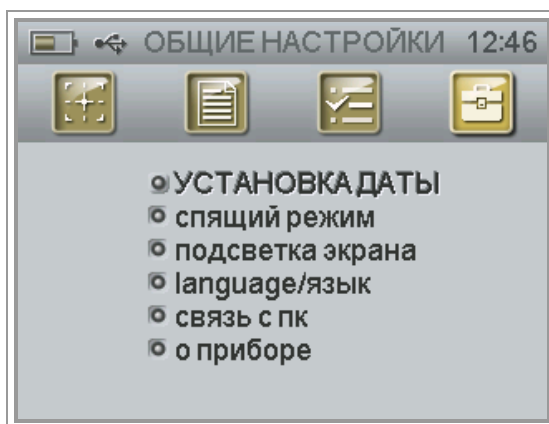 ОБЩИЕ НАСТРОЙКИ 12:46
УСТАНОВКА ДАТЫ
спящий режим
подсветка экрана
language/язык
связь с пк
о приборе